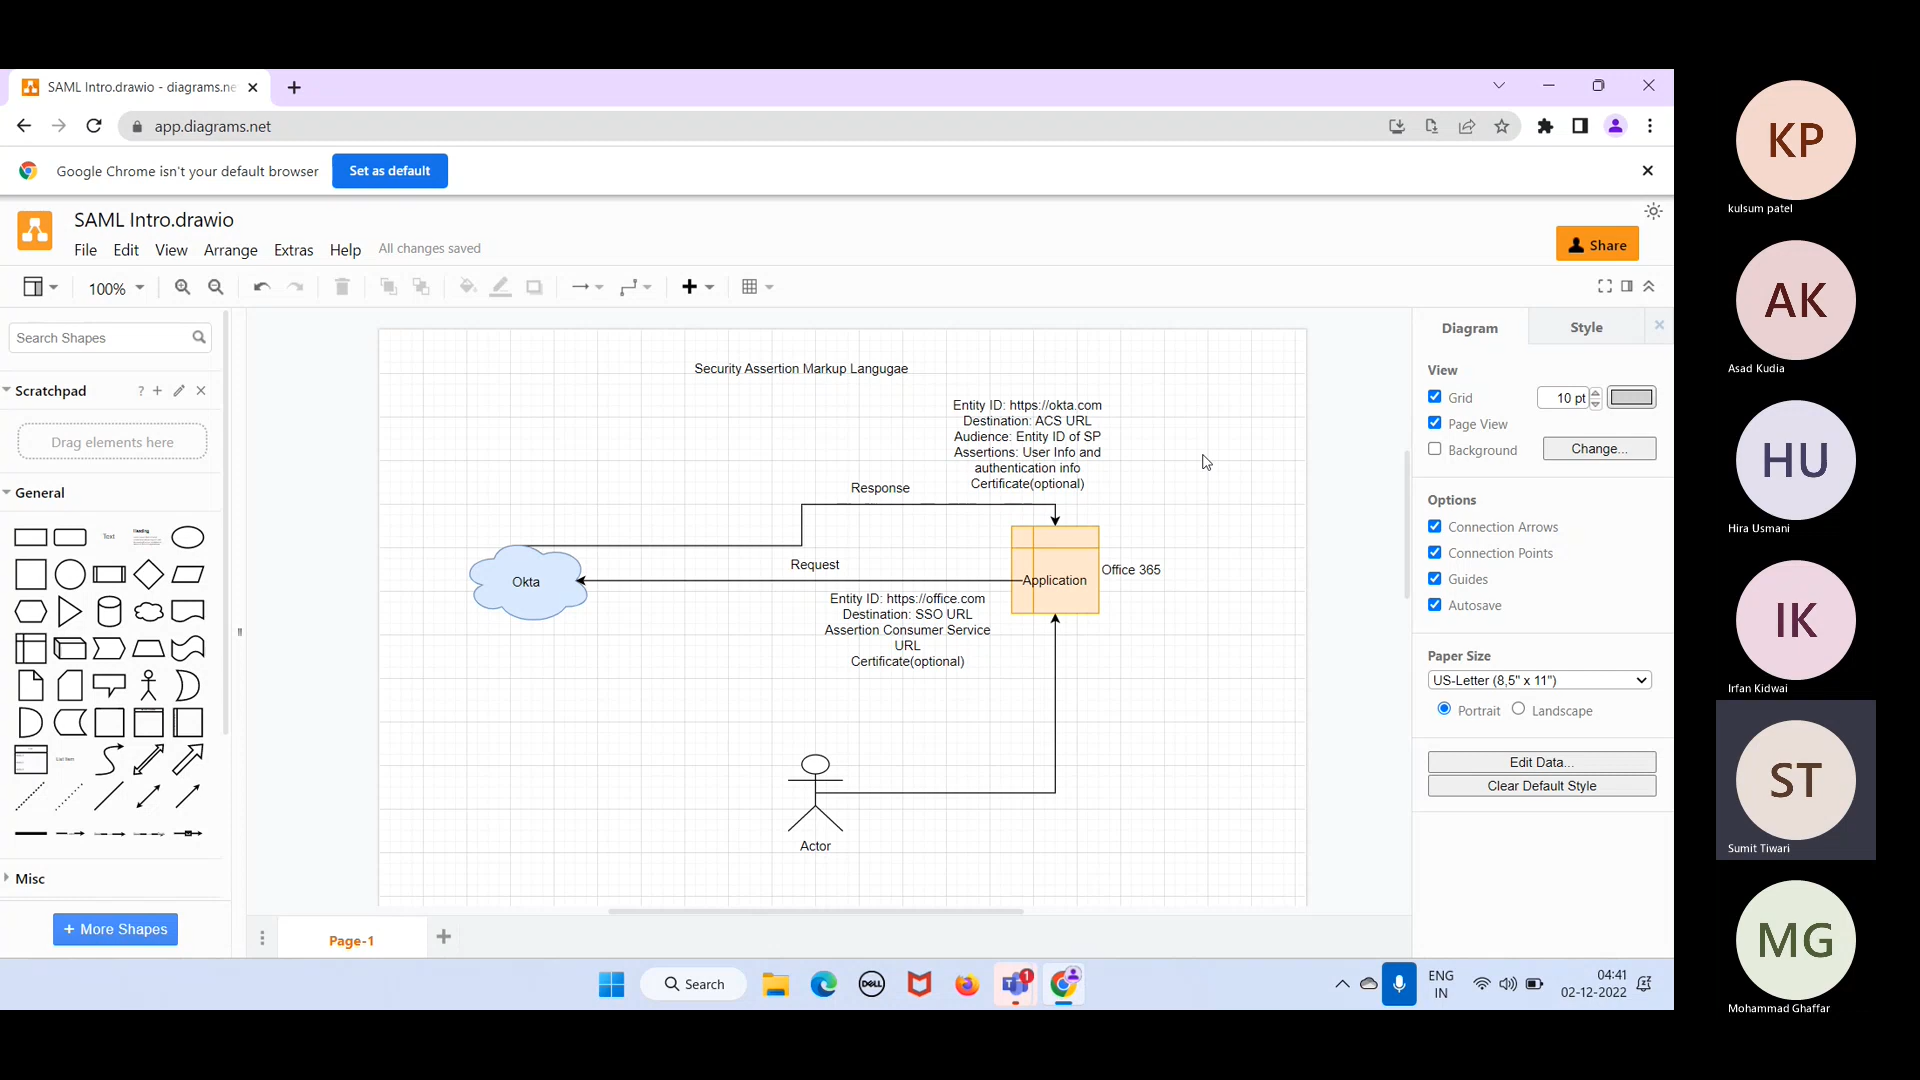 SAML Intro.drawio - diagrams.ne
app.diagrams.net
Google Chrome isn't your default browser
Set as default
SAML Intro.drawio
File Edit View Arrange Extras Help All changes saved
Share
100%
Search Shapes
Scratchpad ?
Drag elements here
General
Text
Heading
List Item
Misc
+ More Shapes
Security Assertion Markup Langugae
Entity ID: https://okta.com
Destination: ACS URL
Audience: Entity ID of SP
Assertions: User Info and
authentication info
Certificate(optional)
Response
Okta
Request
Application
Office 365
Entity ID: https://office.com
Destination: SSO URL
Assertion Consumer Service
URL
Certificate(optional)
Actor
Page-1
Diagram Style
View
Grid 10 pt
Page View
Background Change...
Options
Connection Arrows
Connection Points
Guides
Autosave
Paper Size
US-Letter (8,5" x 11")
Portrait Landscape
Edit Data...
Clear Default Style
Search
DELL
1
ENG
IN
04:41
02-12-2022
KP
kulsum patel
AK
Asad Kudia
HU
Hira Usmani
IK
Irfan Kidwai
ST
Sumit Tiwari
MG
Mohammad Ghaffar